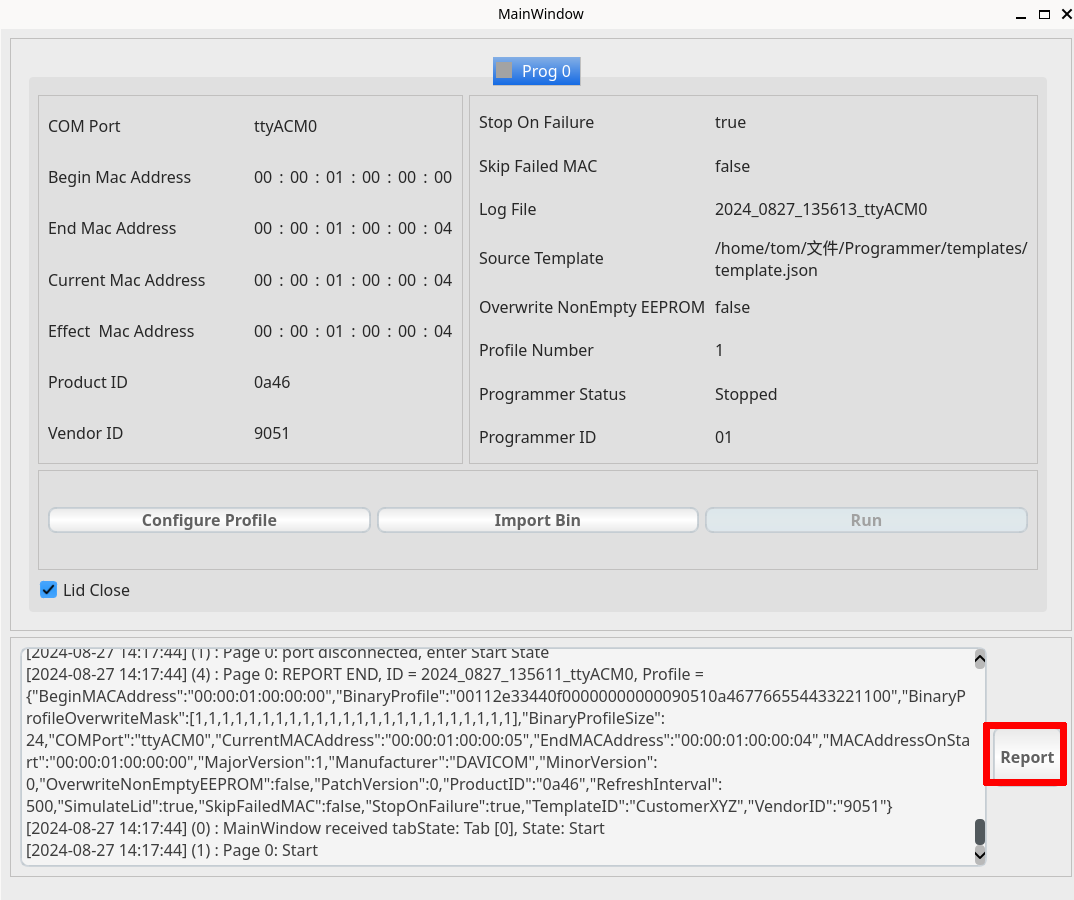 MainWindow
Prog 0
COM Port ttyACM0
Begin Mac Address 00 : 00 : 01 : 00 : 00 : 00
End Mac Address 00 : 00 : 01 : 00 : 00 : 04
Current Mac Address 00 : 00 : 01 : 00 : 00 : 04
Effect  Mac Address 00 : 00 : 01 : 00 : 00 : 04
Product ID 0a46
Vendor ID 9051
Stop On Failure true
Skip Failed MAC false
Log File 2024_0827_135613_ttyACM0
Source Template /home/tom/文件/Programmer/templates/
template.json
Overwrite NonEmpty EEPROM false
Profile Number 1
Programmer Status Stopped
Programmer ID 01
Configure Profile Import Bin Run
Lid Close
[2024-08-27 14:17:44] (1) : Page 0: port disconnected, enter Start State
[2024-08-27 14:17:44] (4) : Page 0: REPORT END, ID = 2024_0827_135611_ttyACM0, Profile =
{"BeginMACAddress":"00:00:01:00:00:00","BinaryProfile":"00112e33440f00000000000090510a467766554433221100","BinaryP
rofileOverwriteMask":[1,1,1,1,1,1,1,1,1,1,1,1,1,1,1,1,1,1,1,1,1,1,1,1],"BinaryProfileSize":
24,"COMPort":"ttyACM0","CurrentMACAddress":"00:00:01:00:00:05","EndMACAddress":"00:00:01:00:00:04","MACAddressOnSta
rt":"00:00:01:00:00:00","MajorVersion":1,"Manufacturer":"DAVICOM","MinorVersion":
0,"OverwriteNonEmptyEEPROM":false,"PatchVersion":0,"ProductID":"0a46","RefreshInterval":
500,"SimulateLid":true,"SkipFailedMAC":false,"StopOnFailure":true,"TemplateID":"CustomerXYZ","VendorID":"9051"}
[2024-08-27 14:17:44] (0) : MainWindow received tabState: Tab [0], State: Start
[2024-08-27 14:17:44] (1) : Page 0: Start
Report